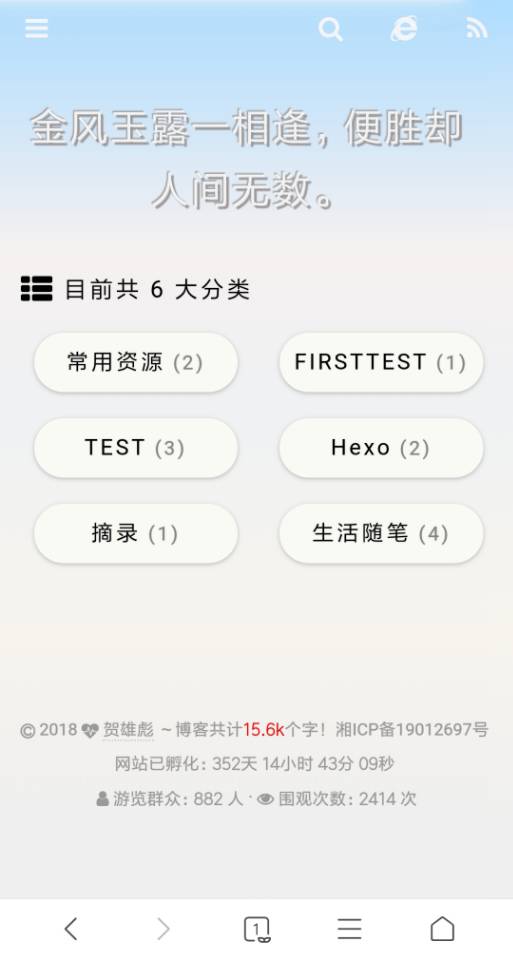 金风玉露一相逢，便胜却
人间无数。
目前共 6 大分类
常用资源 (2)
FIRSTTEST (1)
TEST (3)
Hexo (2)
摘录 (1)
生活随笔 (4)
© 2018 贺雄彪 ~ 博客共计15.6k个字！湘ICP备19012697号
网站已孵化：352天 14小时 43分 09秒
游览群众：882 人 · 围观次数：2414 次
1